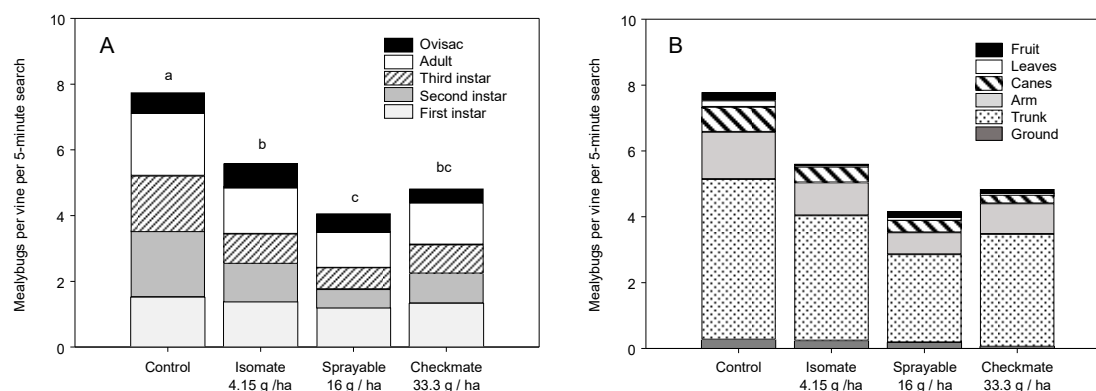 10
8
6
4
2
0
Mealybugs per vine per 5-minute search
A
Ovisac
Adult
Third instar
Second instar
First instar
a
b
c
bc
Control
Isomate
4.15 g /ha
Sprayable
16 g / ha
Checkmate
33.3 g / ha
10
8
6
4
2
0
Mealybugs per vine per 5-minute search
B
Fruit
Leaves
Canes
Arm
Trunk
Ground
Control
Isomate
4.15 g /ha
Sprayable
16 g / ha
Checkmate
33.3 g / ha